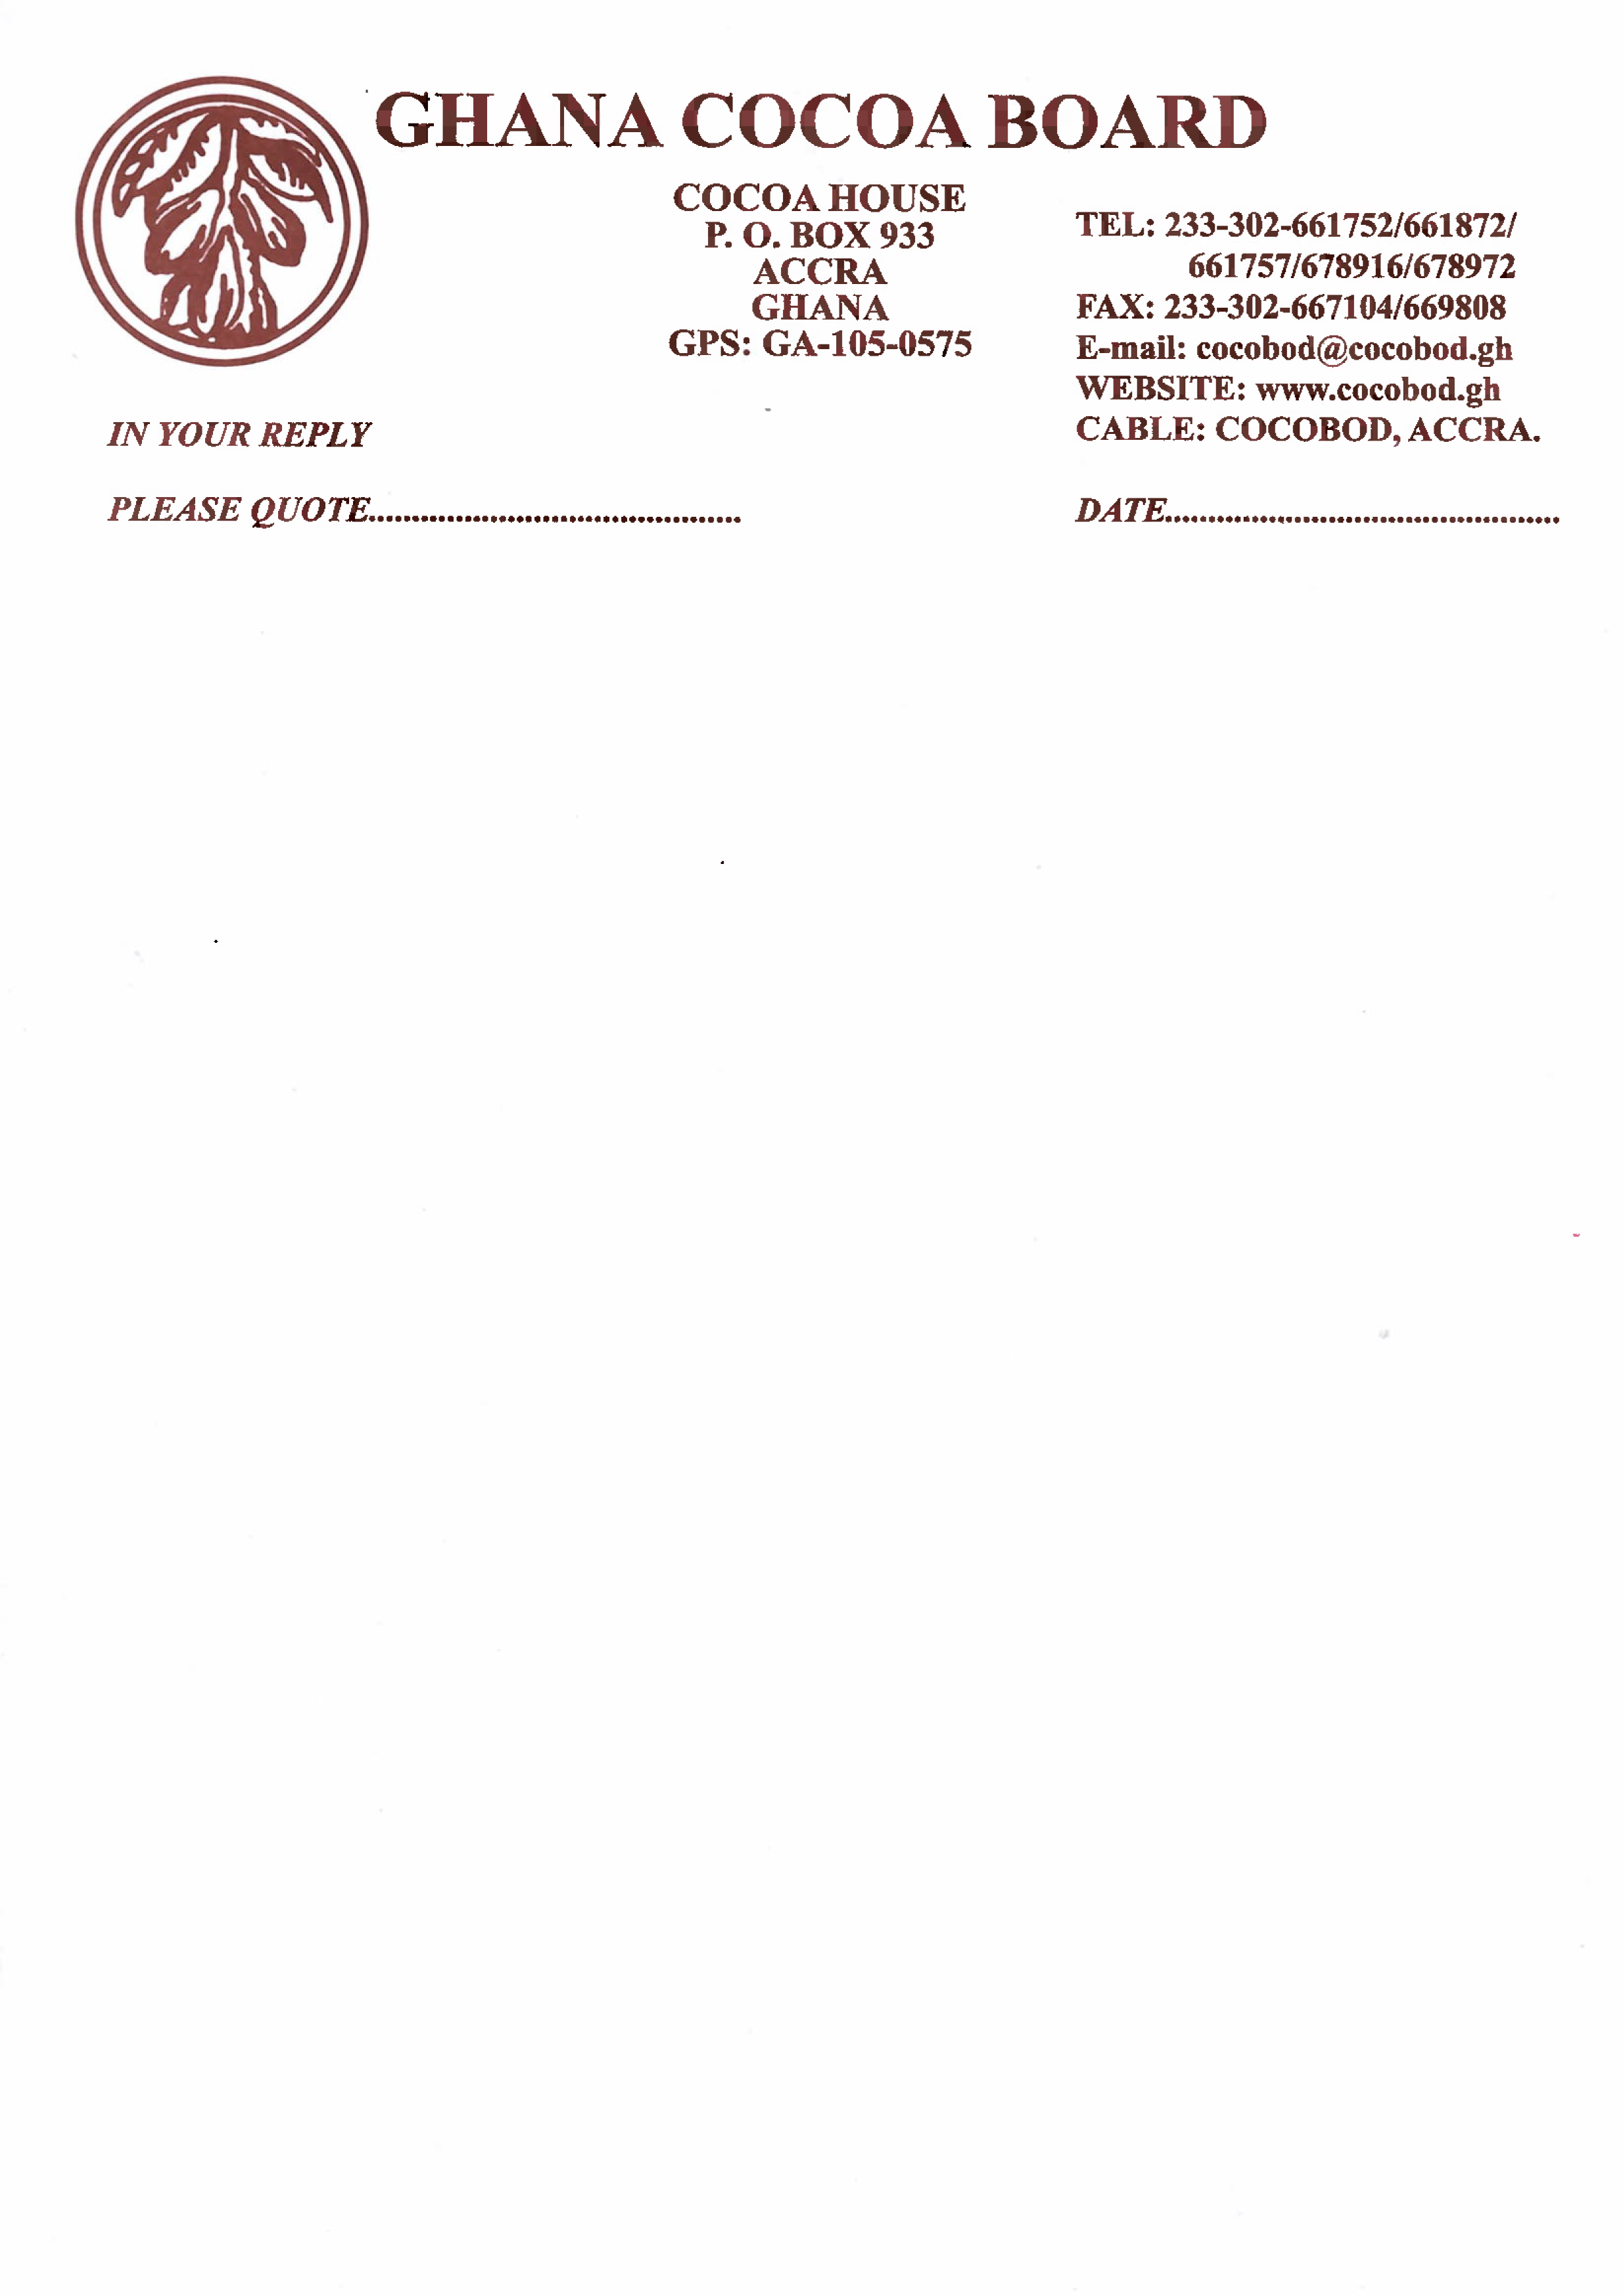 GHANA COCOA BOARD
COCOA HOUSE
P. O. BOX 933
ACCRA
GHANA
GPS: GA-105-0575
TEL: 233-302-661752/661872/
661757/678916/678972
FAX: 233-302-667104/669808
E-mail: cocobod@cocobod.gh
WEBSITE: www.cocobod.gh
CABLE: COCOBOD, ACCRA.
IN YOUR REPLY
PLEASE QUOTE............................................
DATE..............................................